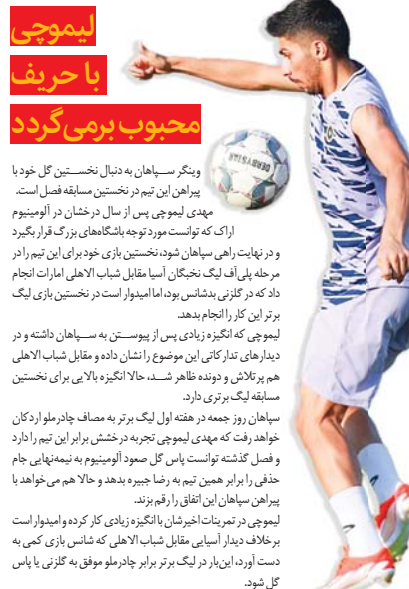 لیموچی
با حریف
محبوب برمی‌گردد
وینگر سپاهان به دنبال نخستین گل خود با
پیراهن این تیم در نخستین مسابقه فصل است.
مهدی لیموچی پس از سال درخشان در آلومینیوم
اراک که توانست مورد توجه باشگاه‌های بزرگ قرار بگیرد
و در نهایت راهی سپاهان شود، نخستین بازی خود برای این تیم را در
مرحله پلی‌آف لیگ نخبگان آسیا مقابل شباب الاهلی امارات انجام
داد که در گلزنی بدشانس بود، اما امیدوار است در نخستین بازی لیگ
برتر این کار را انجام بدهد.
لیموچی که انگیزه زیادی پس از پیوستن به سپاهان داشته و در
دیدارهای تدارکاتی این موضوع را نشان داده و مقابل شباب الاهلی
هم پرتلاش و دونده ظاهر شد، حالا انگیزه بالایی برای نخستین
مسابقه لیگ برتری دارد.
سپاهان روز جمعه در هفته اول لیگ برتر به مصاف چادرملو اردکان
خواهد رفت که مهدی لیموچی تجربه درخشش برابر این تیم را دارد
و فصل گذشته توانست پاس گل صعود آلومینیوم به نیمه‌نهایی جام
حذفی را برابر همین تیم به رضا جبیره بدهد و حالا هم می‌خواهد با
پیراهن سپاهان این اتفاق را رقم بزند.
لیموچی در تمرینات اخیرشان با انگیزه زیادی کار کرده و امیدوار است
برخلاف دیدار آسیایی مقابل شباب الاهلی که شانس بازی کمی به
دست آورد، این‌بار در لیگ برتر برابر چادرملو موفق به گلزنی یا پاس
گل شود.
DERBYSTAR